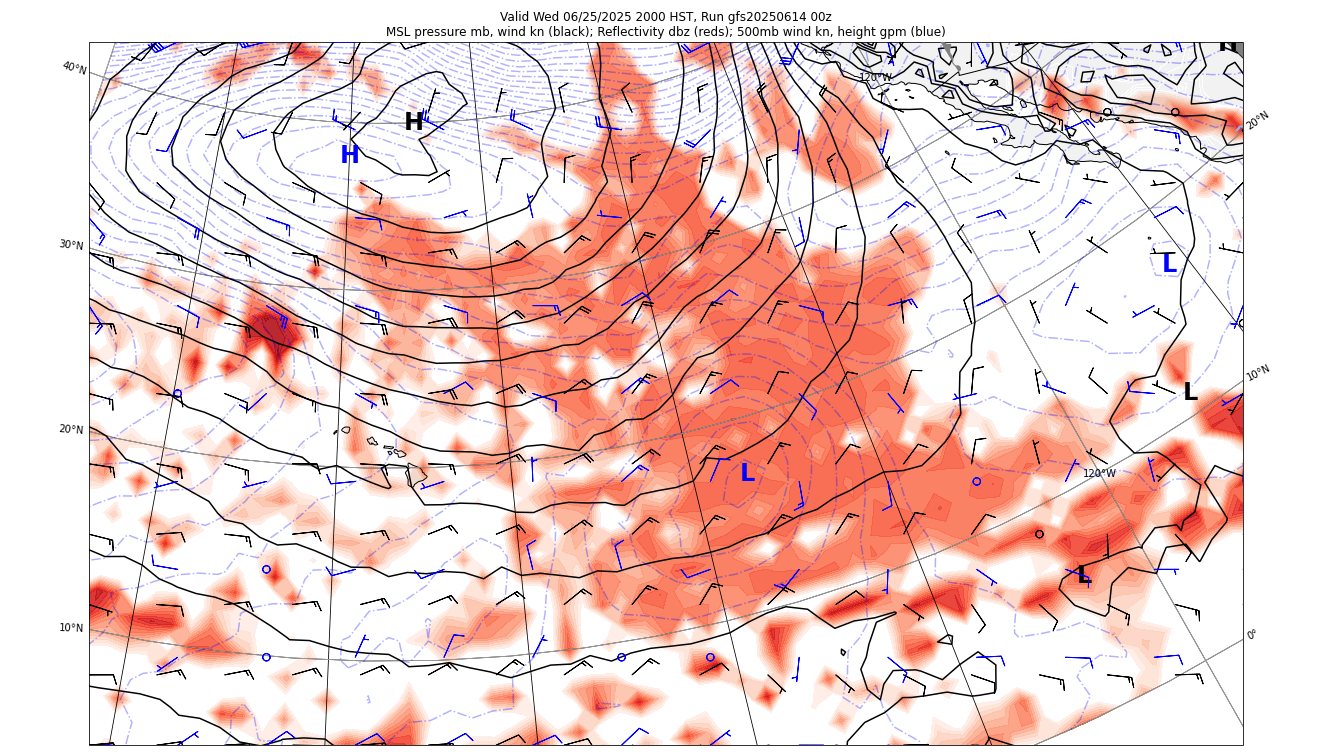 Valid Wed 06/25/2025 2000 HST, Run gfs20250614 00z
MSL pressure mb, wind kn (black); Reflectivity dbz (reds); 500mb wind kn, height gpm (blue)
H
40°N
120°W
H
20°N
H
30°N
L
10°N
L
20°N
L
120°W
L
10°N
0°